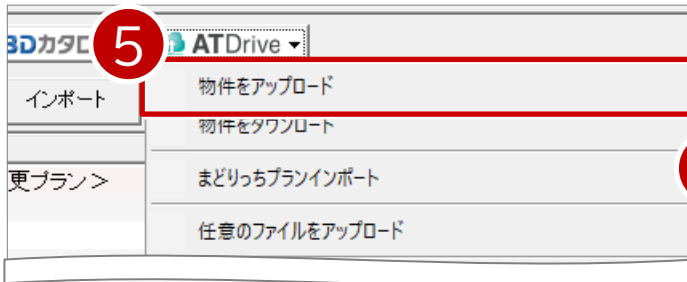 3Dカタロ
5
ATDrive
インポート
物件をアップロード
物件をダウンロード
更プラン＞
まどりっちプランインポート
任意のファイルをアップロード